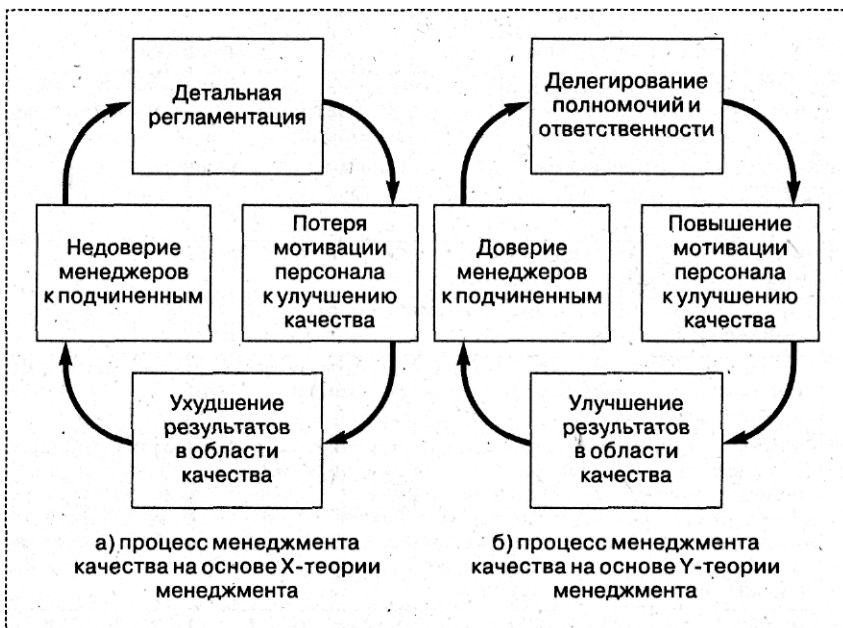 Детальная
регламентация
Недоверие
менеджеров
к подчиненным
Потеря
мотивации
персонала
к улучшению
качества
Ухудшение
результатов
в области
качества
а) процесс менеджмента
качества на основе X-теории
менеджмента
Делегирование
полномочий и
ответственности
Доверие
менеджеров
к подчиненным
Повышение
мотивации
персонала
к улучшению
качества
Улучшение
результатов
в области
качества
б) процесс менеджмента
качества на основе Y-теории
менеджмента